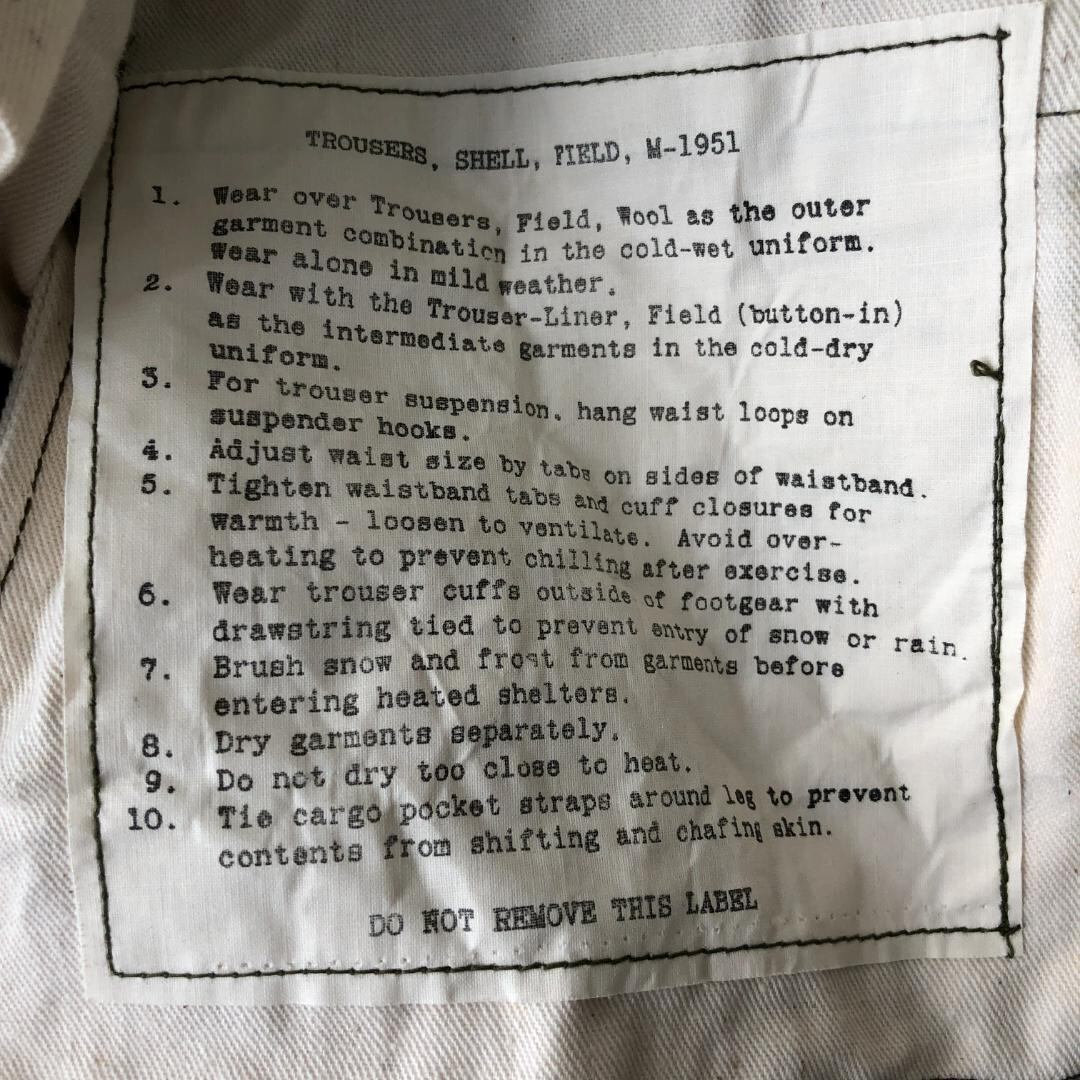 TROUSERS, SHELL, FIELD, M-1951
1. Wear over Trousers, Field, Wool as the outer
garment combination in the cold-wet uniform.
Wear alone in mild weather.
2. Wear with the Trouser-Liner, Field (button-in)
as the intermediate garments in the cold-dry
uniform.
3. For trouser suspension, hang waist loops on
suspender hooks.
4. Adjust waist size by tabs on sides of waistband.
5. Tighten waistband tabs and cuff closures for
warmth - loosen to ventilate. Avoid over-
heating to prevent chilling after exercise.
6. Wear trouser cuffs outside of footgear with
drawstring tied to prevent entry of snow or rain.
7. Brush snow and frost from garments before
entering heated shelters.
8. Dry garments separately.
9. Do not dry too close to heat.
10. Tie cargo pocket straps around leg to prevent
contents from shifting and chafing skin.
DO NOT REMOVE THIS LABEL